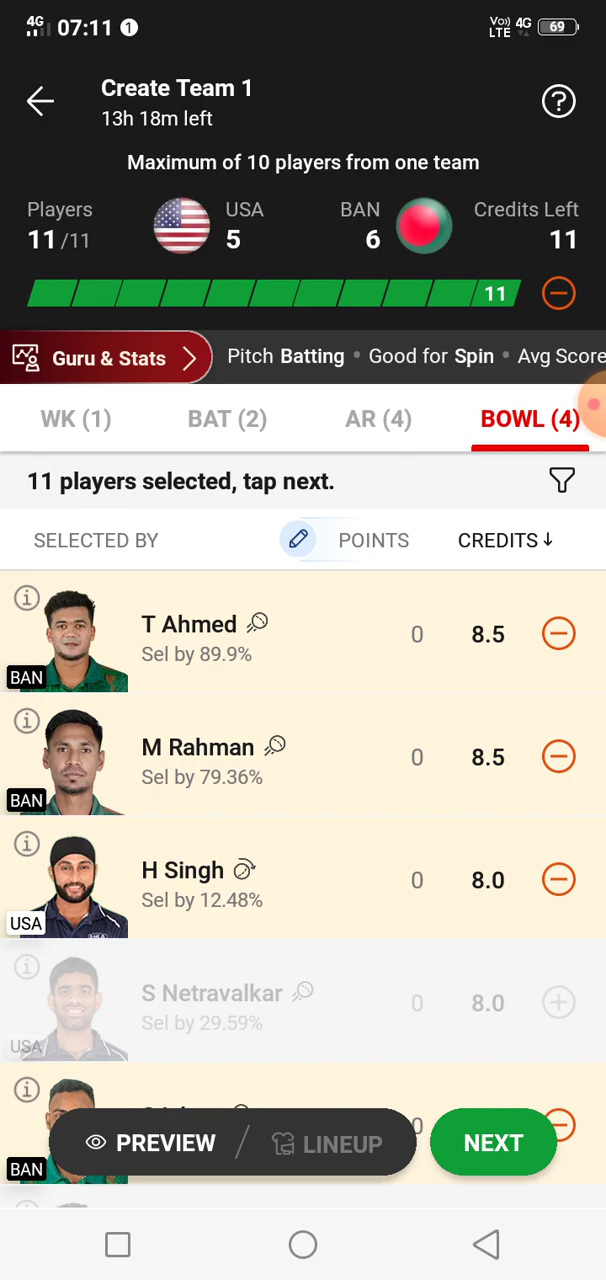 4G 07:11 1 Vo)) LTE 4G 69
Create Team 1
13h 18m left
?
Maximum of 10 players from one team
Players USA BAN Credits Left
11/11 5 6 11
11
Guru & Stats Pitch Batting • Good for Spin • Avg Score
WK (1) BAT (2) AR (4) BOWL (4)
11 players selected, tap next.
SELECTED BY POINTS CREDITS↓
i
T Ahmed 0 8.5
Sel by 89.9%
BAN
i
M Rahman 0 8.5
Sel by 79.36%
BAN
i
H Singh 0 8.0
Sel by 12.48%
USA
i
S Netravalkar 0 8.0
Sel by 29.59%
USA
i
0
PREVIEW / LINEUP NEXT
BAN